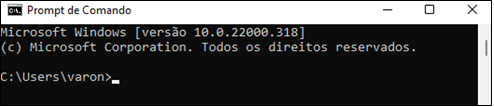 Prompt de Comando
Microsoft Windows [versão 10.0.22000.318]
(c) Microsoft Corporation. Todos os direitos reservados.
C:\Users\varon>